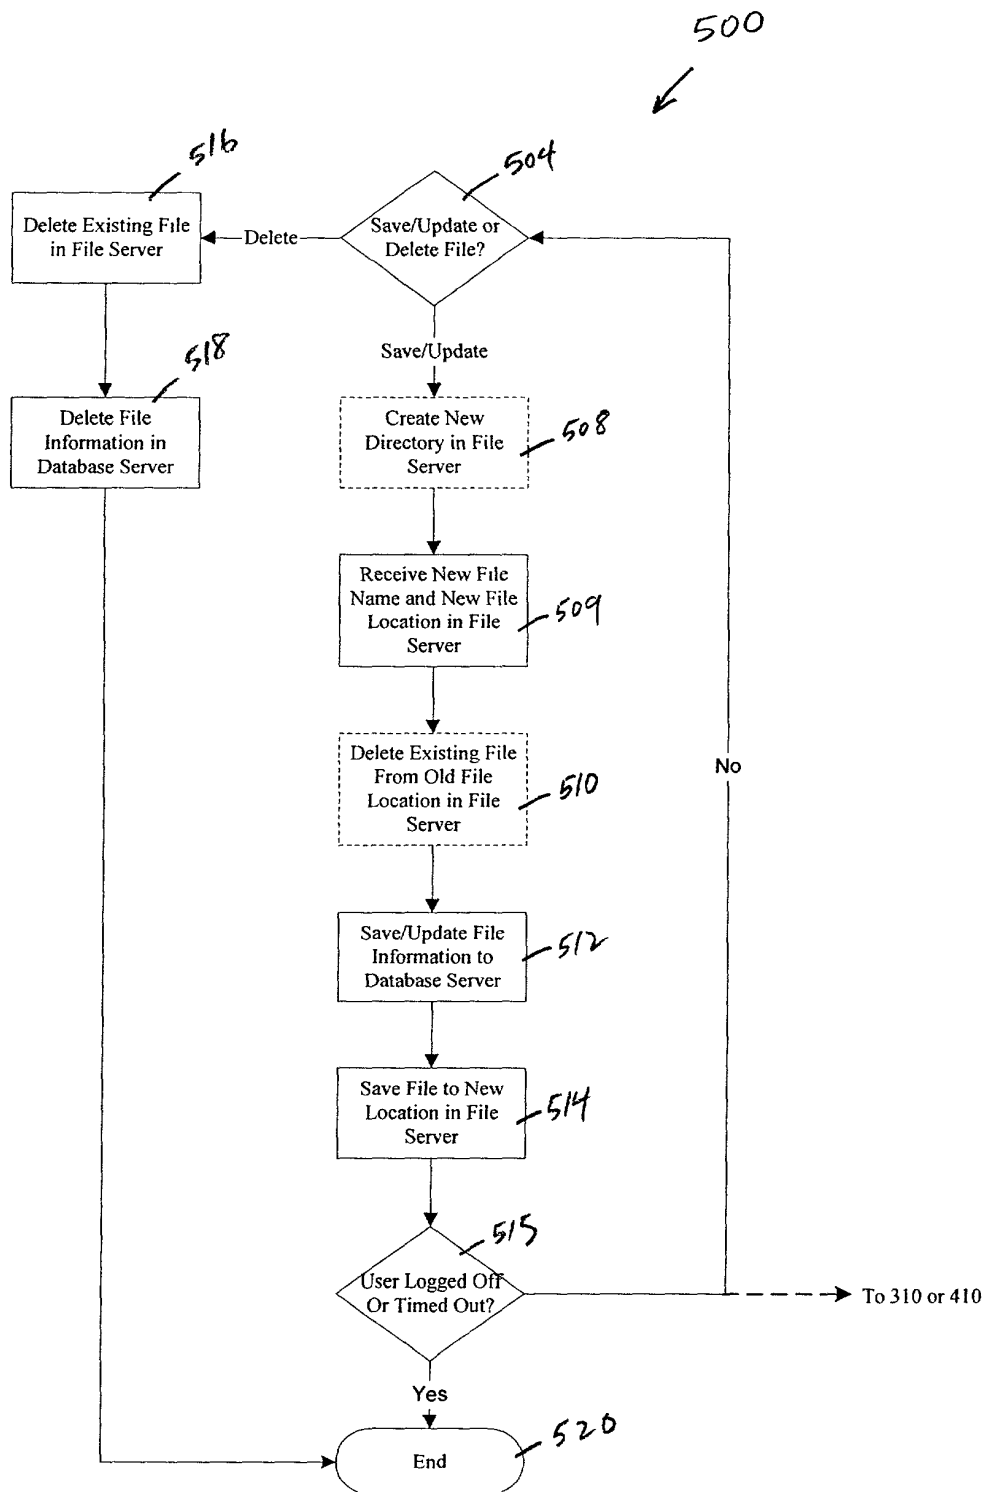 500
516
504
Delete Existing File
in File Server
Delete
Save/Update or
Delete File?
Save/Update
518
Delete File
Information in
Database Server
Create New
Directory in File
Server
508
Receive New File
Name and New File
Location in File
Server
509
No
Delete Existing File
From Old File
Location in File
Server
510
Save/Update File
Information to
Database Server
512
Save File to New
Location in File
Server
514
515
User Logged Off
Or Timed Out?
To 310 or 410
Yes
End
520